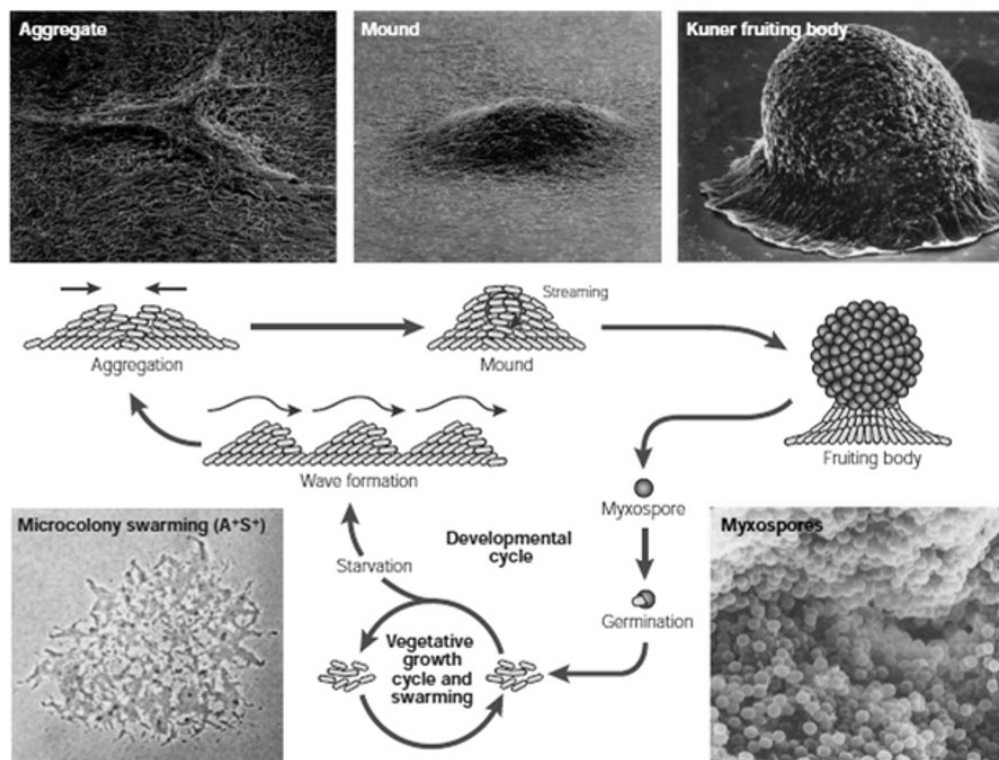 Aggregate
Mound
Kuner fruiting body
Streaming
Aggregation
Mound
Fruiting body
Wave formation
Myxospore
Microcolony swarming (A⁺S⁺)
Myxospores
Developmental
cycle
Starvation
Germination
Vegetative
growth
cycle and
swarming